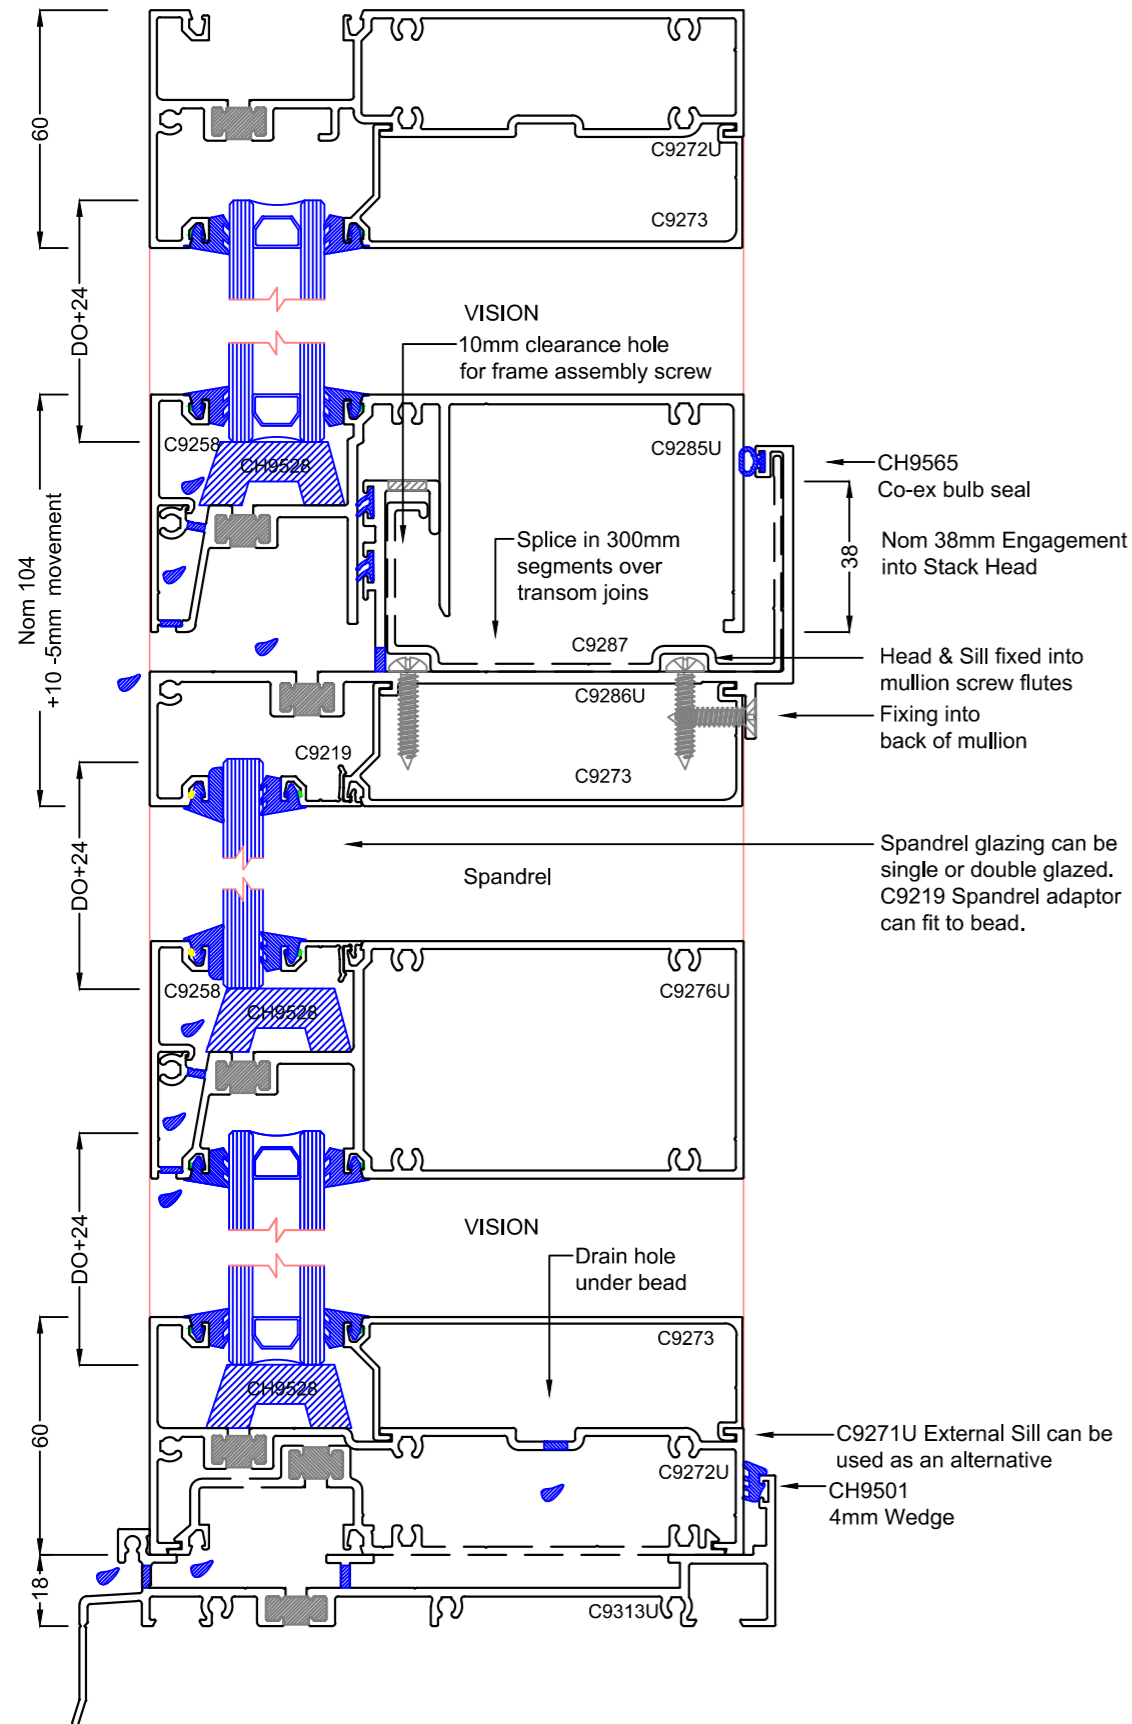 60
C9272U
C9273
DO+24
VISION
10mm clearance hole
for frame assembly screw
C9258
CH9528
C9285U
CH9565
Co-ex bulb seal
Nom 104
+10 -5mm movement
Splice in 300mm
segments over
transom joins
38
Nom 38mm Engagement
into Stack Head
C9287
Head & Sill fixed into
mullion screw flutes
C9286U
Fixing into
back of mullion
C9219
C9273
DO+24
Spandrel
Spandrel glazing can be
single or double glazed.
C9219 Spandrel adaptor
can fit to bead.
C9258
CH9528
C9276U
DO+24
VISION
Drain hole
under bead
C9273
CH9528
60
C9271U External Sill can be
used as an alternative
C9272U
CH9501
4mm Wedge
18
C9313U